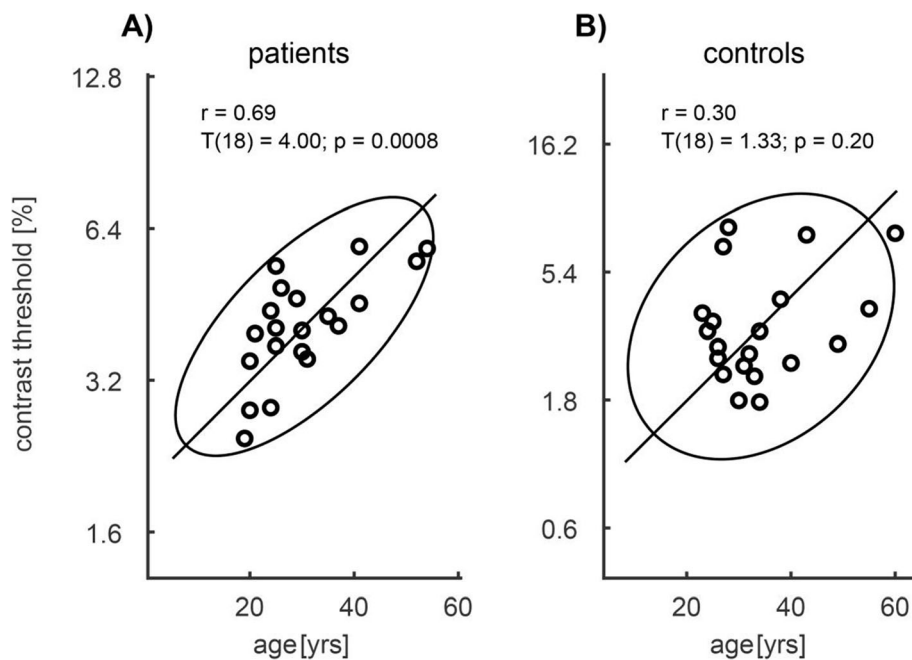 A)
patients
r = 0.69
T(18) = 4.00; p = 0.0008
contrast threshold [%]
12.8
6.4
3.2
1.6
20 40 60
age[yrs]
B)
controls
r = 0.30
T(18) = 1.33; p = 0.20
16.2
5.4
1.8
0.6
20 40 60
age[yrs]